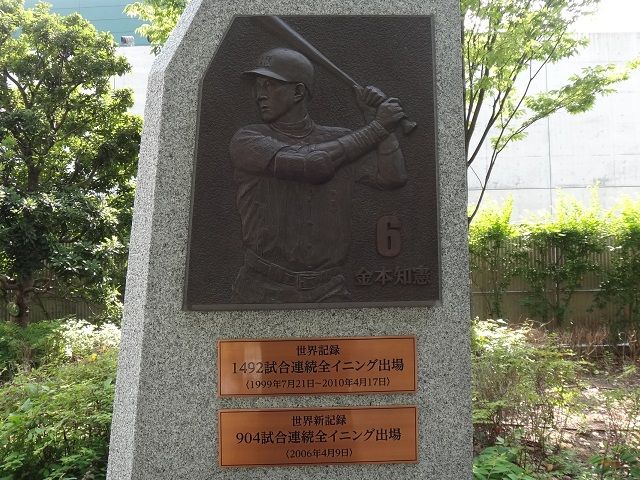 6
金本知憲
世界記録
1492試合連続全イニング出場
(1999年7月21日~2010年4月17日)
世界新記録
904試合連続全イニング出場
(2006年4月9日)